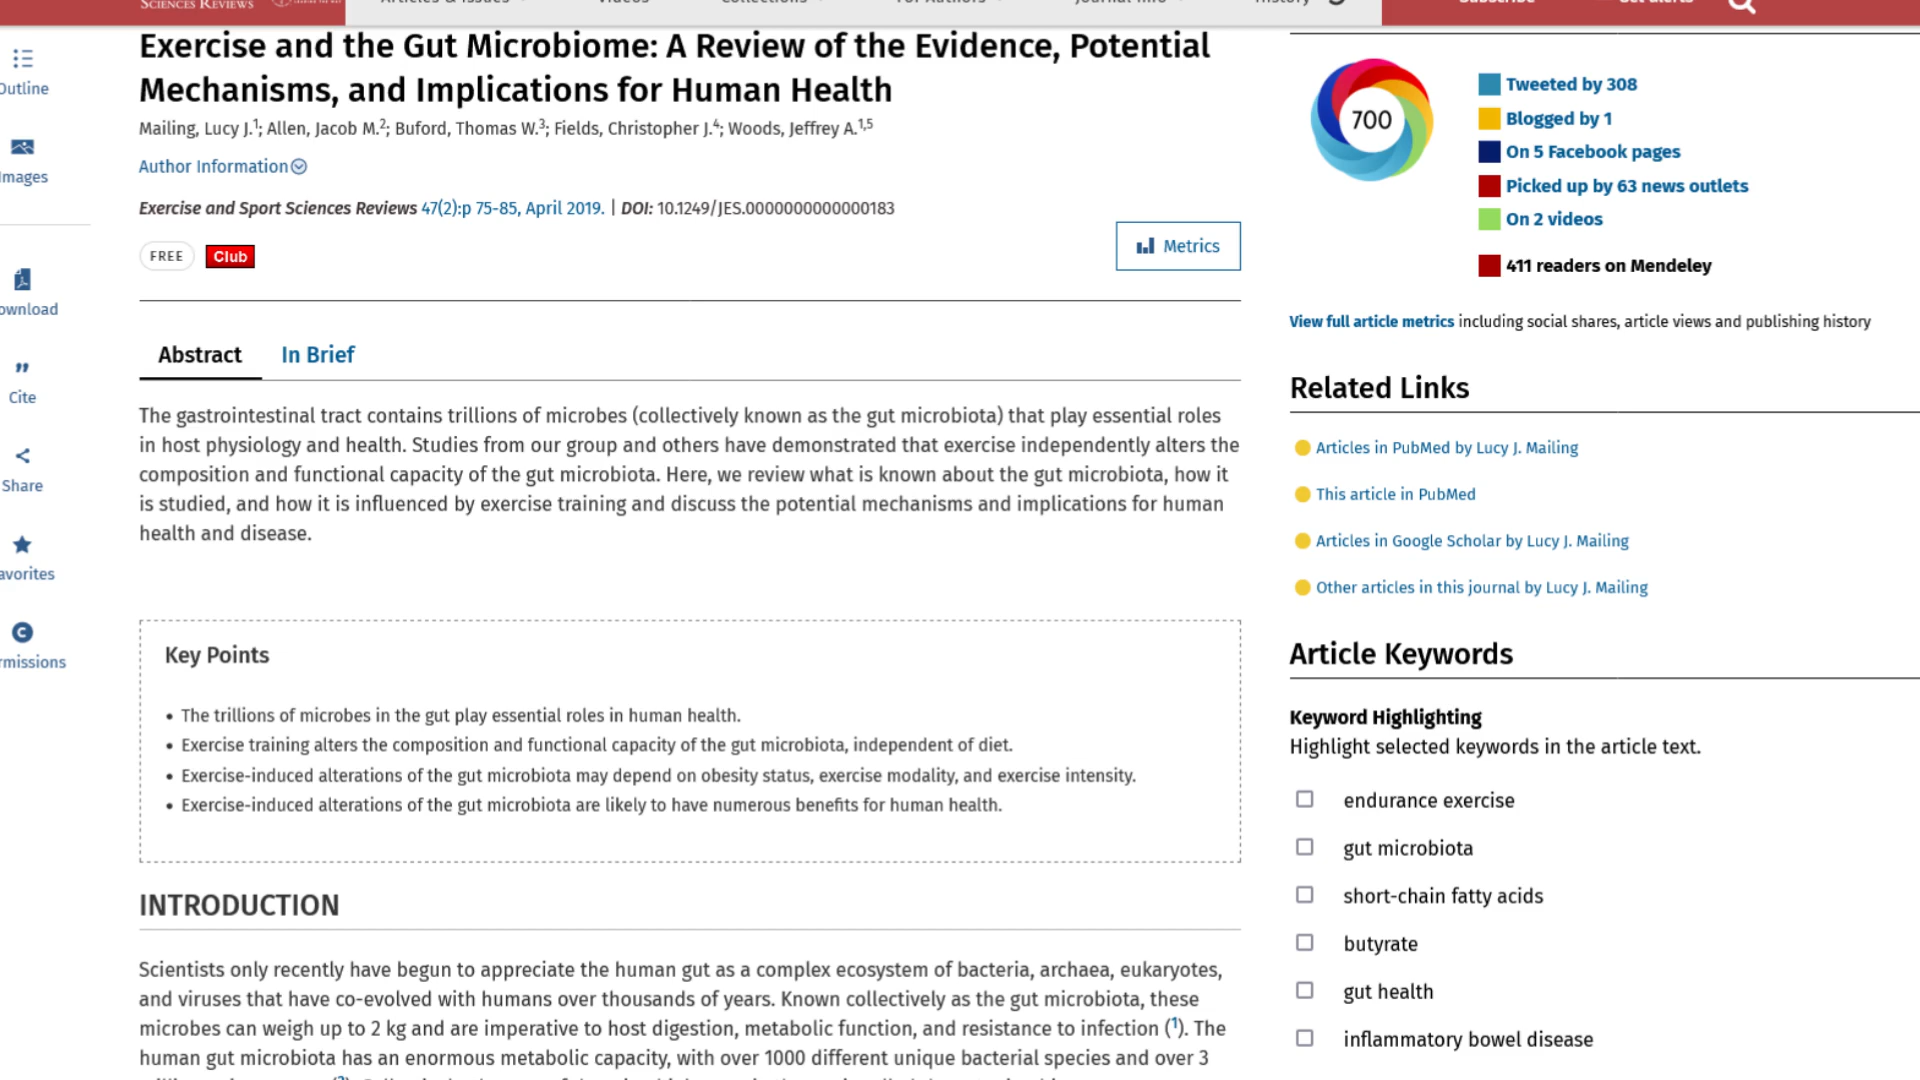 SCIENCES REVIEWS
Articles & Issues
Videos
Collections
For Authors
Journal Info
History
Subscribe
Get alerts
Outline
Images
ownload
Cite
Share
avorites
rmissions
Exercise and the Gut Microbiome: A Review of the Evidence, Potential
Mechanisms, and Implications for Human Health
Mailing, Lucy J.1; Allen, Jacob M.2; Buford, Thomas W.3; Fields, Christopher J.4; Woods, Jeffrey A.1,5
Author Information
Exercise and Sport Sciences Reviews 47(2):p 75-85, April 2019. | DOI: 10.1249/JES.0000000000000183
FREE
Club
Metrics
Abstract
In Brief
The gastrointestinal tract contains trillions of microbes (collectively known as the gut microbiota) that play essential roles
in host physiology and health. Studies from our group and others have demonstrated that exercise independently alters the
composition and functional capacity of the gut microbiota. Here, we review what is known about the gut microbiota, how it
is studied, and how it is influenced by exercise training and discuss the potential mechanisms and implications for human
health and disease.
Key Points
• The trillions of microbes in the gut play essential roles in human health.
• Exercise training alters the composition and functional capacity of the gut microbiota, independent of diet.
• Exercise-induced alterations of the gut microbiota may depend on obesity status, exercise modality, and exercise intensity.
• Exercise-induced alterations of the gut microbiota are likely to have numerous benefits for human health.
INTRODUCTION
Scientists only recently have begun to appreciate the human gut as a complex ecosystem of bacteria, archaea, eukaryotes,
and viruses that have co-evolved with humans over thousands of years. Known collectively as the gut microbiota, these
microbes can weigh up to 2 kg and are imperative to host digestion, metabolic function, and resistance to infection (1). The
human gut microbiota has an enormous metabolic capacity, with over 1000 different unique bacterial species and over 3
700
Tweeted by 308
Blogged by 1
On 5 Facebook pages
Picked up by 63 news outlets
On 2 videos
411 readers on Mendeley
View full article metrics including social shares, article views and publishing history
Related Links
Articles in PubMed by Lucy J. Mailing
This article in PubMed
Articles in Google Scholar by Lucy J. Mailing
Other articles in this journal by Lucy J. Mailing
Article Keywords
Keyword Highlighting
Highlight selected keywords in the article text.
endurance exercise
gut microbiota
short-chain fatty acids
butyrate
gut health
inflammatory bowel disease